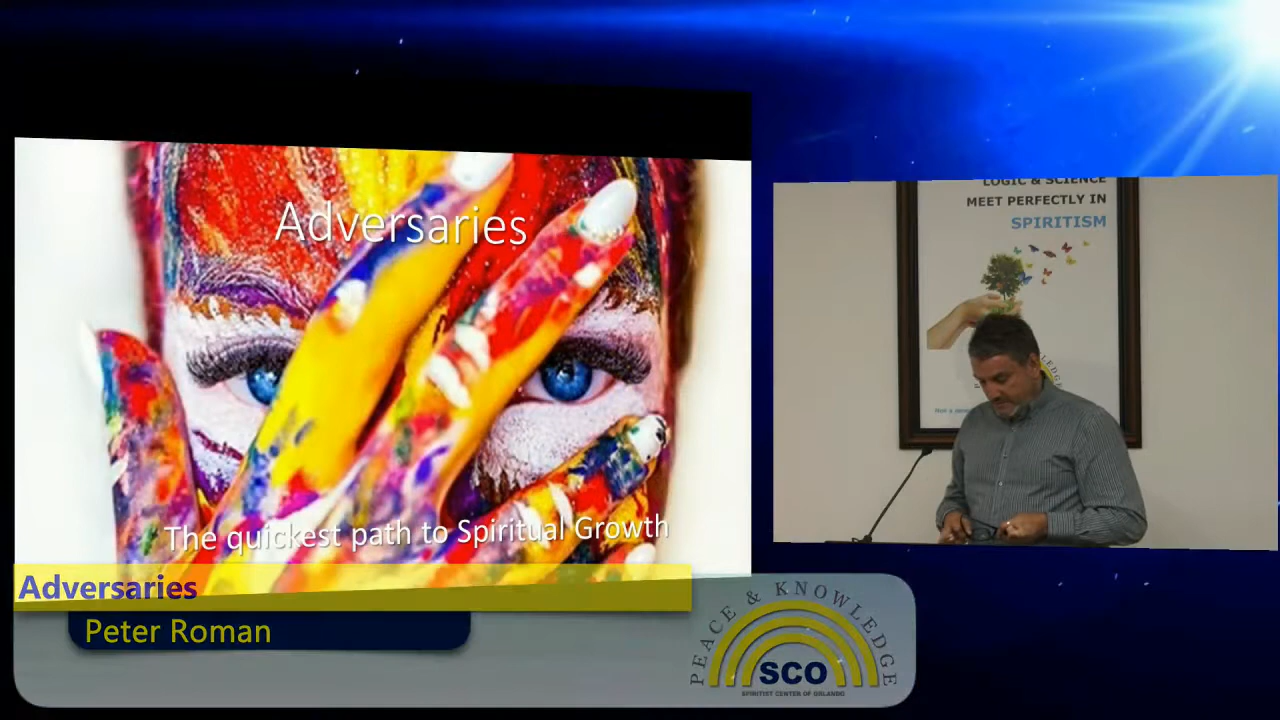 Adversaries
The quickest path to Spiritual Growth
Adversaries
Peter Roman
PEACE & KNOWLEDGE
SCO
SPIRITIST CENTER OF ORLANDO
LOGIC & SCIENCE
MEET PERFECTLY IN
SPIRITISM